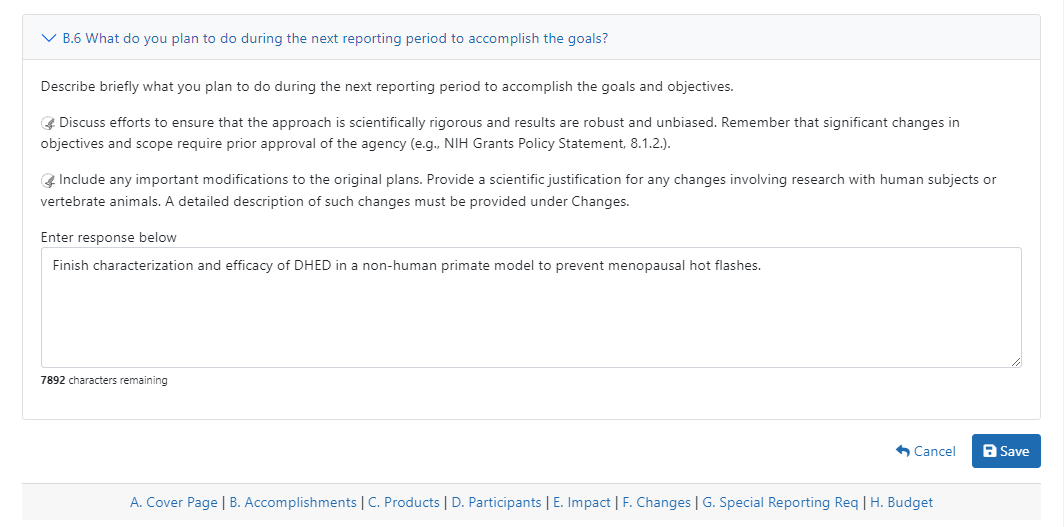 B.6 What do you plan to do during the next reporting period to accomplish the goals?
Describe briefly what you plan to do during the next reporting period to accomplish the goals and objectives.
Discuss efforts to ensure that the approach is scientifically rigorous and results are robust and unbiased. Remember that significant changes in
objectives and scope require prior approval of the agency (e.g., NIH Grants Policy Statement, 8.1.2.).
Include any important modifications to the original plans. Provide a scientific justification for any changes involving research with human subjects or
vertebrate animals. A detailed description of such changes must be provided under Changes.
Enter response below
Finish characterization and efficacy of DHED in a non-human primate model to prevent menopausal hot flashes.
7892 characters remaining
Cancel Save
A. Cover Page | B. Accomplishments | C. Products | D. Participants | E. Impact | F. Changes | G. Special Reporting Req | H. Budget